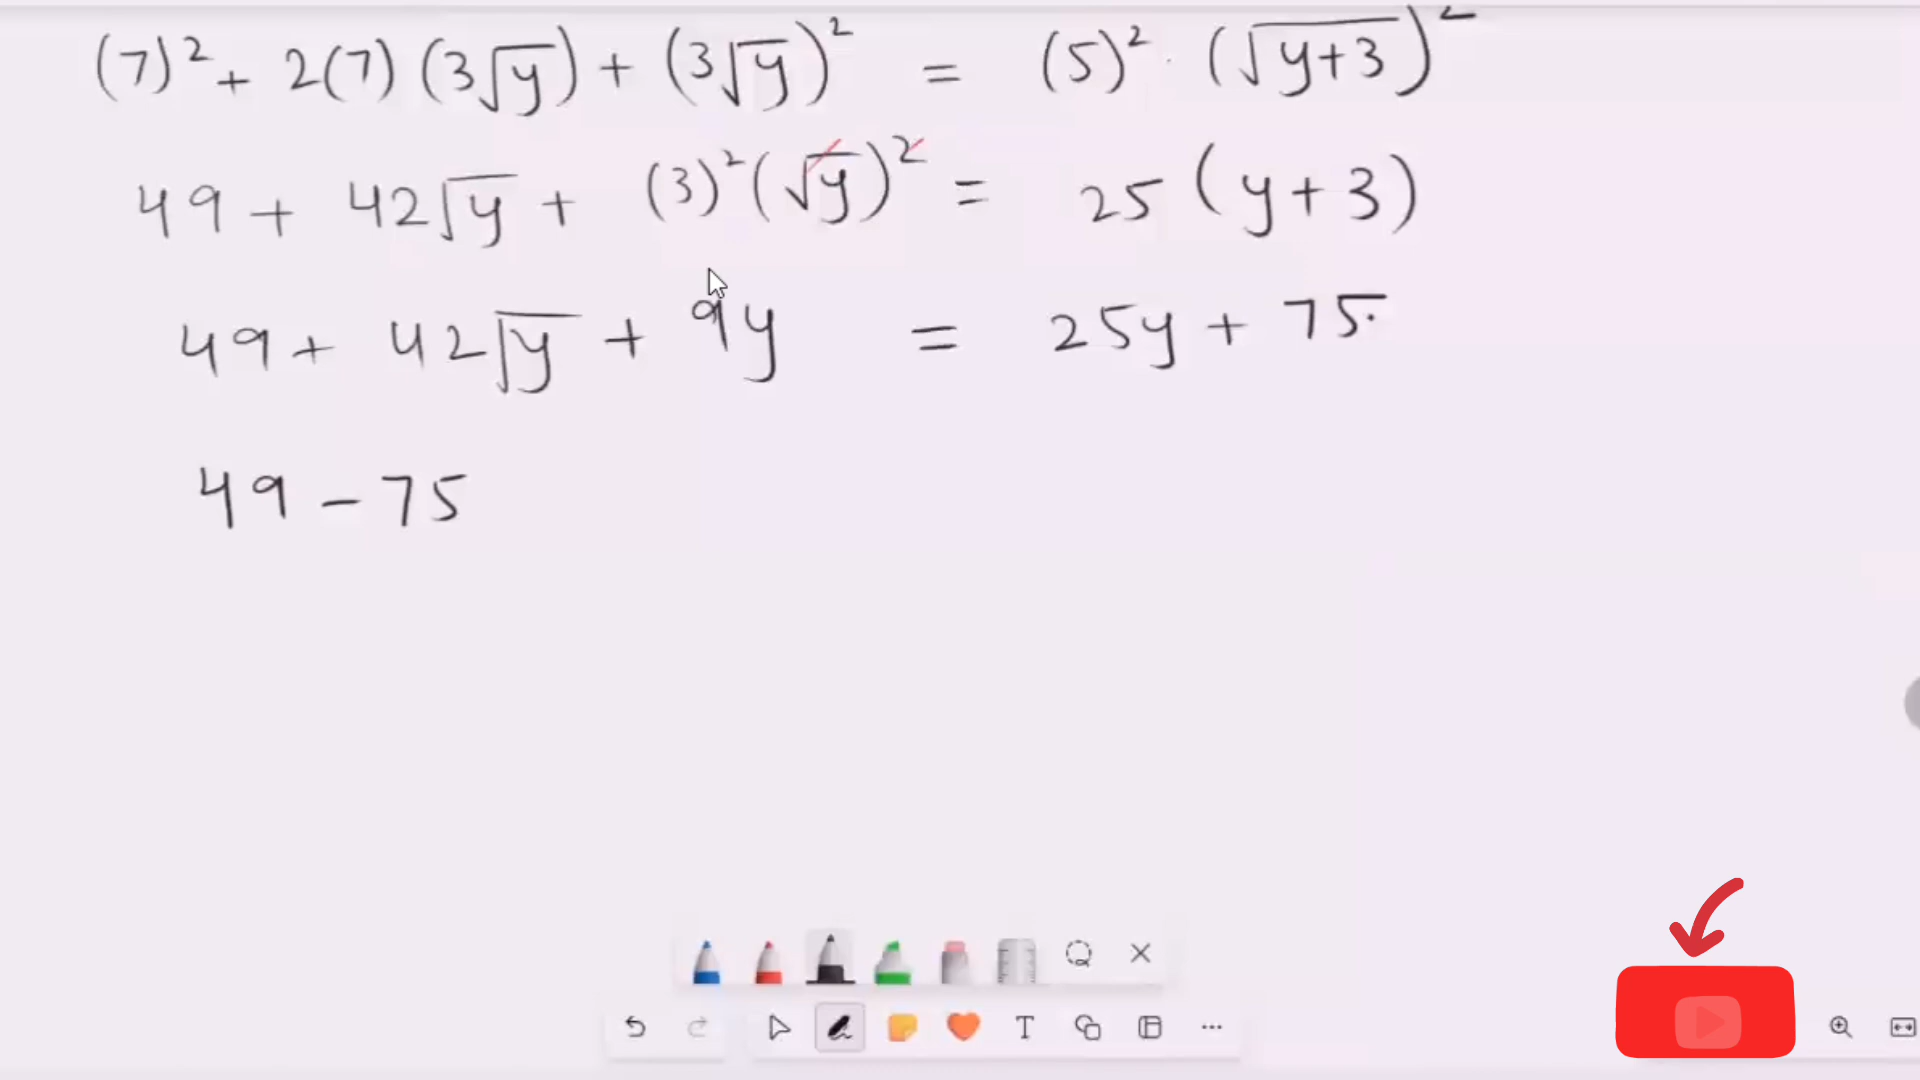 (7)² + 2(7)(3√y) + (3√y)² = (5)² · (√y+3)²
49 + 42√y + (3)²(√y)² = 25(y+3)
49 + 42√y + 9y = 25y + 75
49 - 75
T